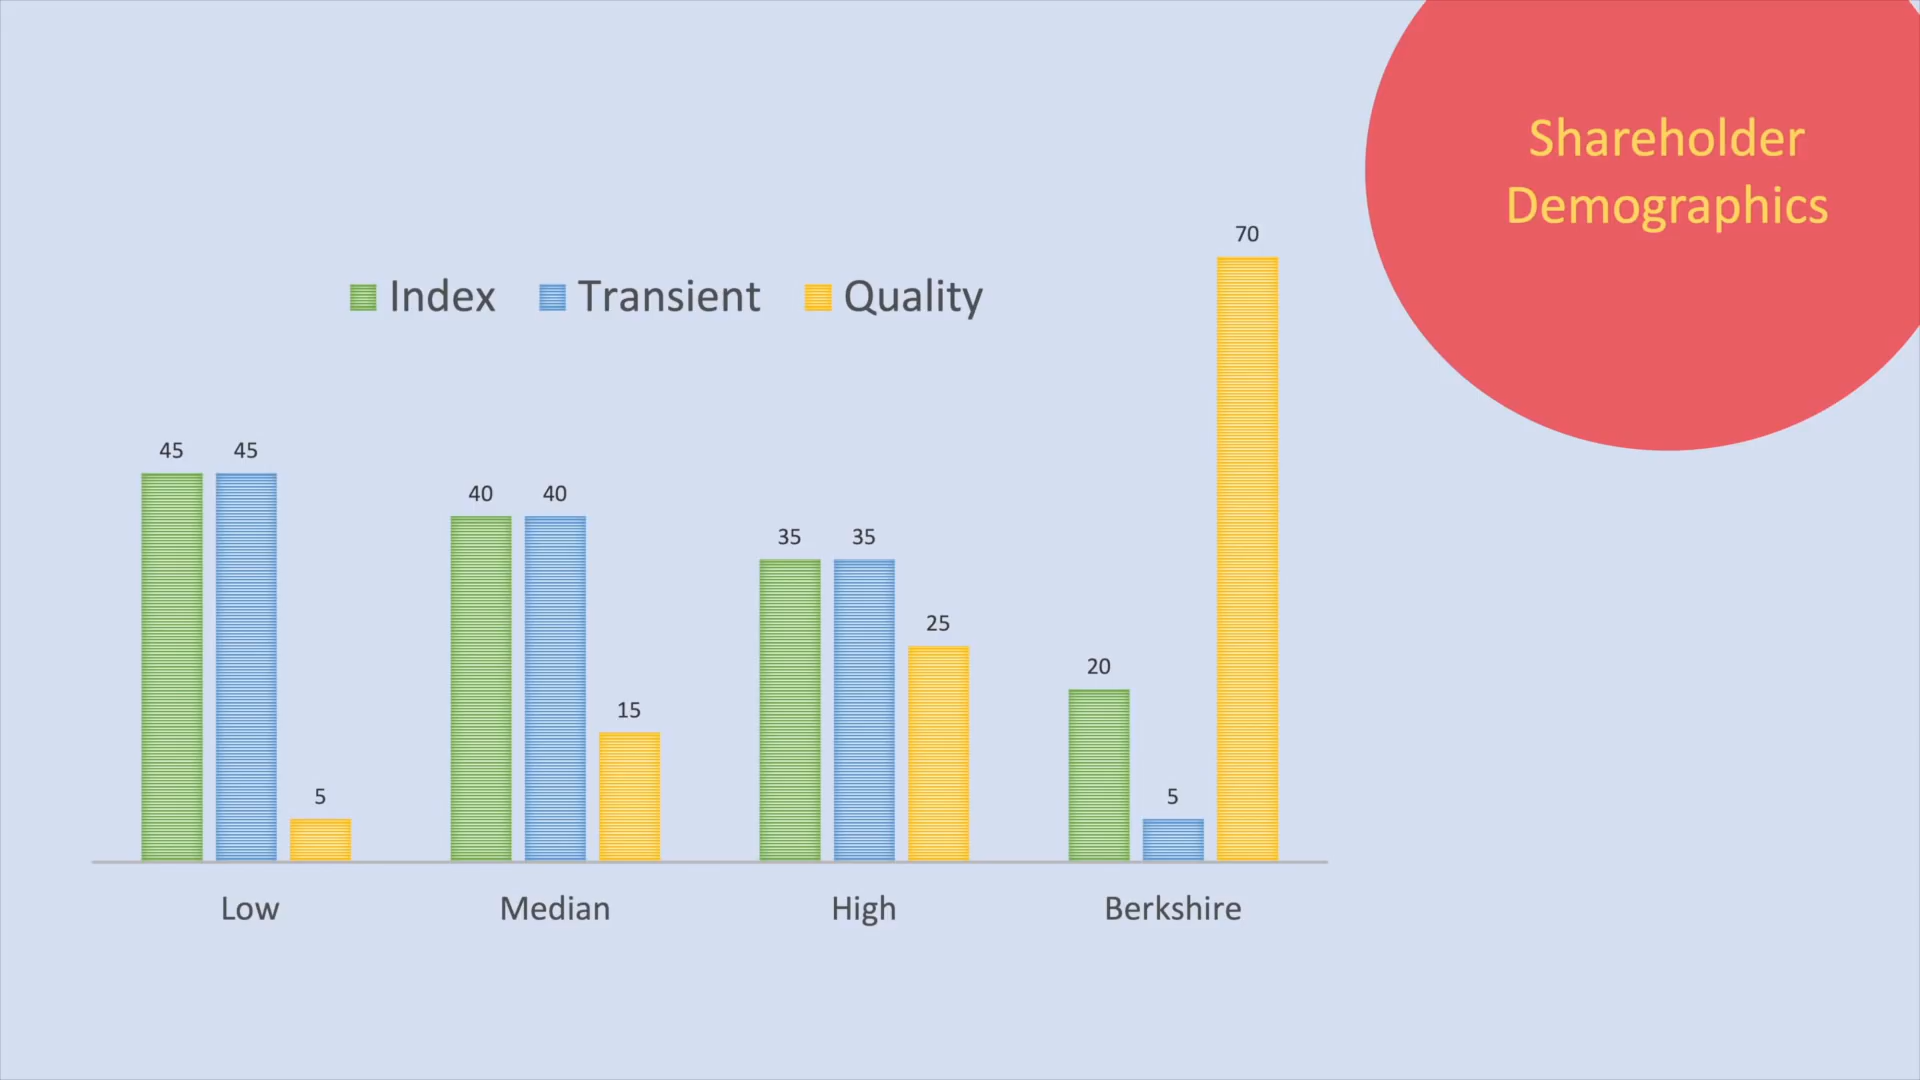 Shareholder
Demographics
70
Index Transient Quality
45 45
40 40
35 35
25
20
15
5
5
Low Median High Berkshire